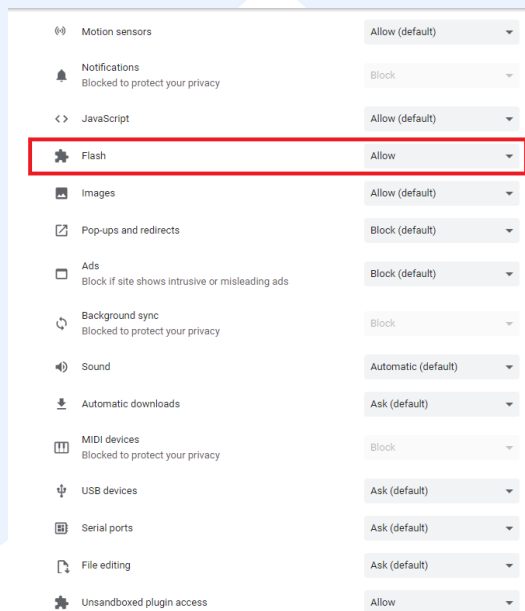 Motion sensors Allow (default)
Notifications
Blocked to protect your privacy Block
JavaScript Allow (default)
Flash Allow
Images Allow (default)
Pop-ups and redirects Block (default)
Ads
Block if site shows intrusive or misleading ads Block (default)
Background sync
Blocked to protect your privacy Block
Sound Automatic (default)
Automatic downloads Ask (default)
MIDI devices
Blocked to protect your privacy Block
USB devices Ask (default)
Serial ports Ask (default)
File editing Ask (default)
Unsandboxed plugin access Allow